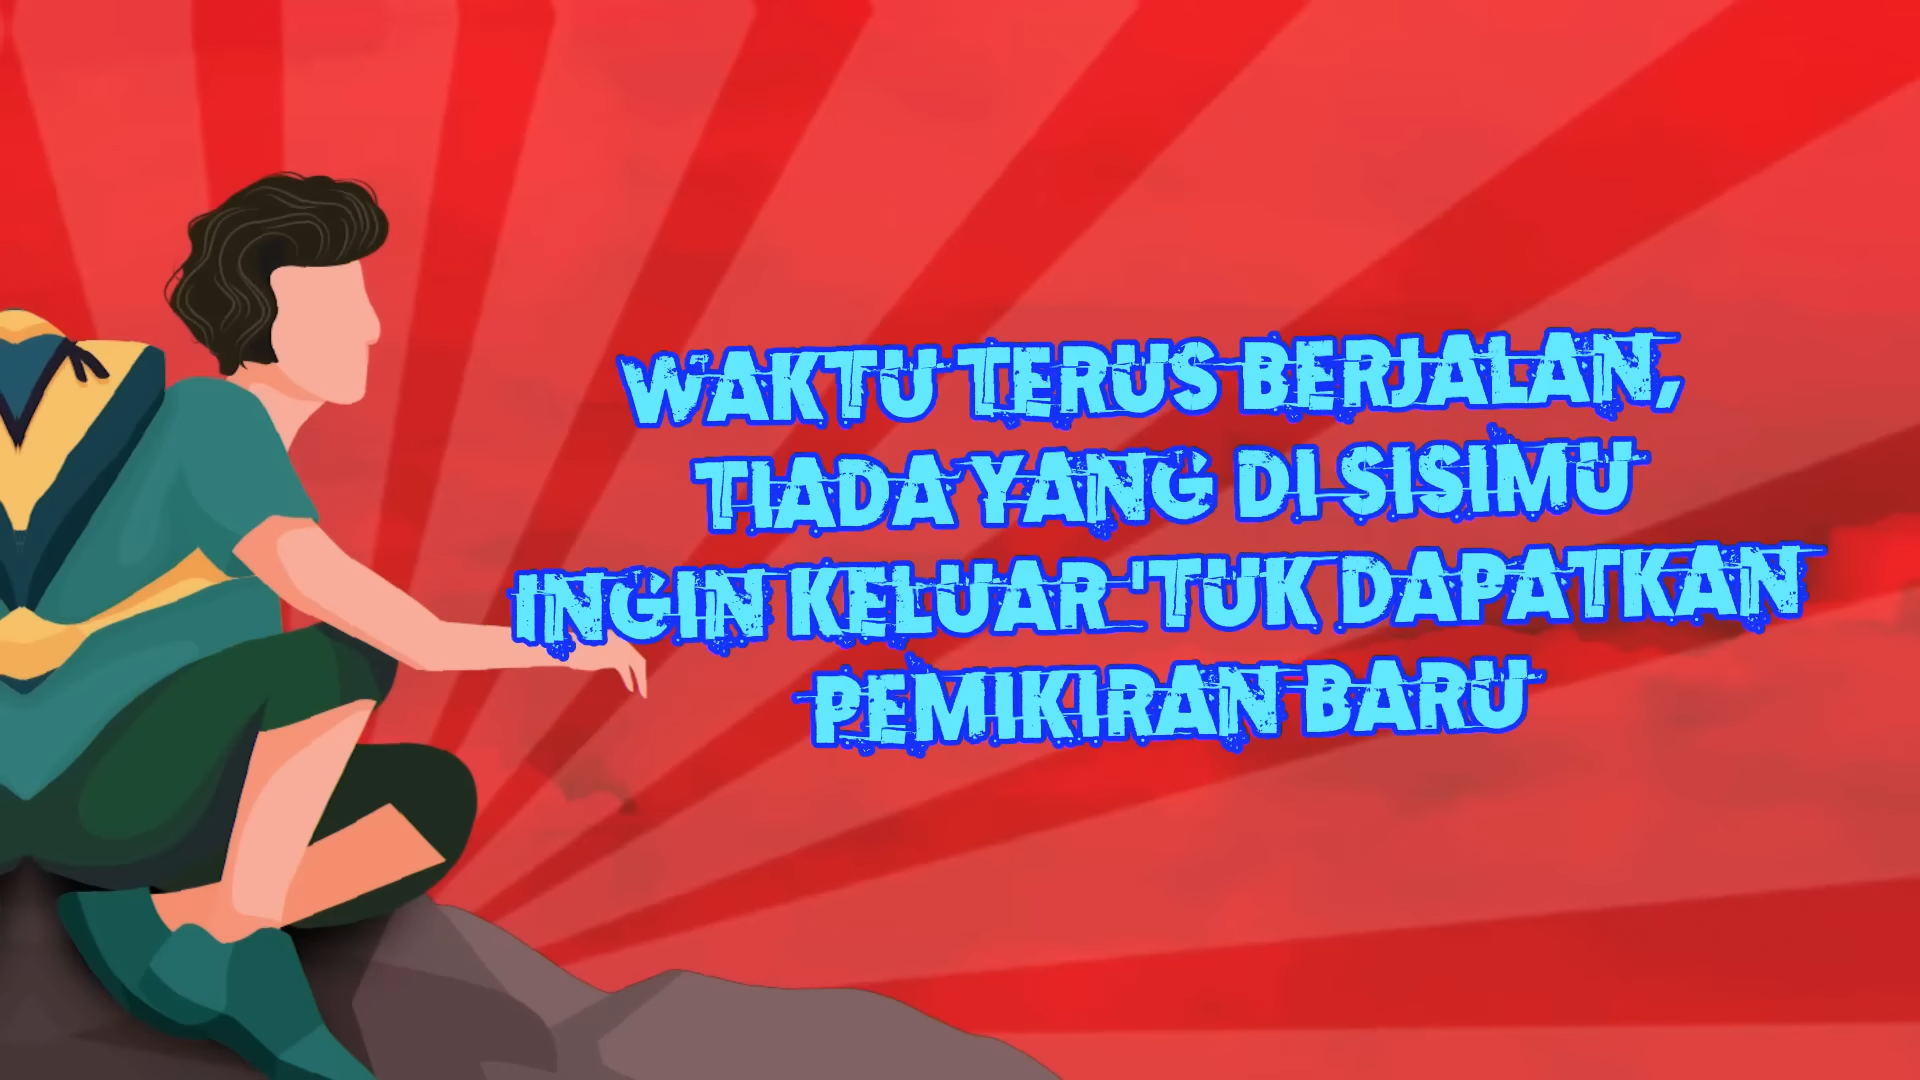 WAKTU TERUS BERJALAN,
TIADA YANG DI SISIMU
INGIN KELUAR 'TUK DAPATKAN
PEMIKIRAN BARU